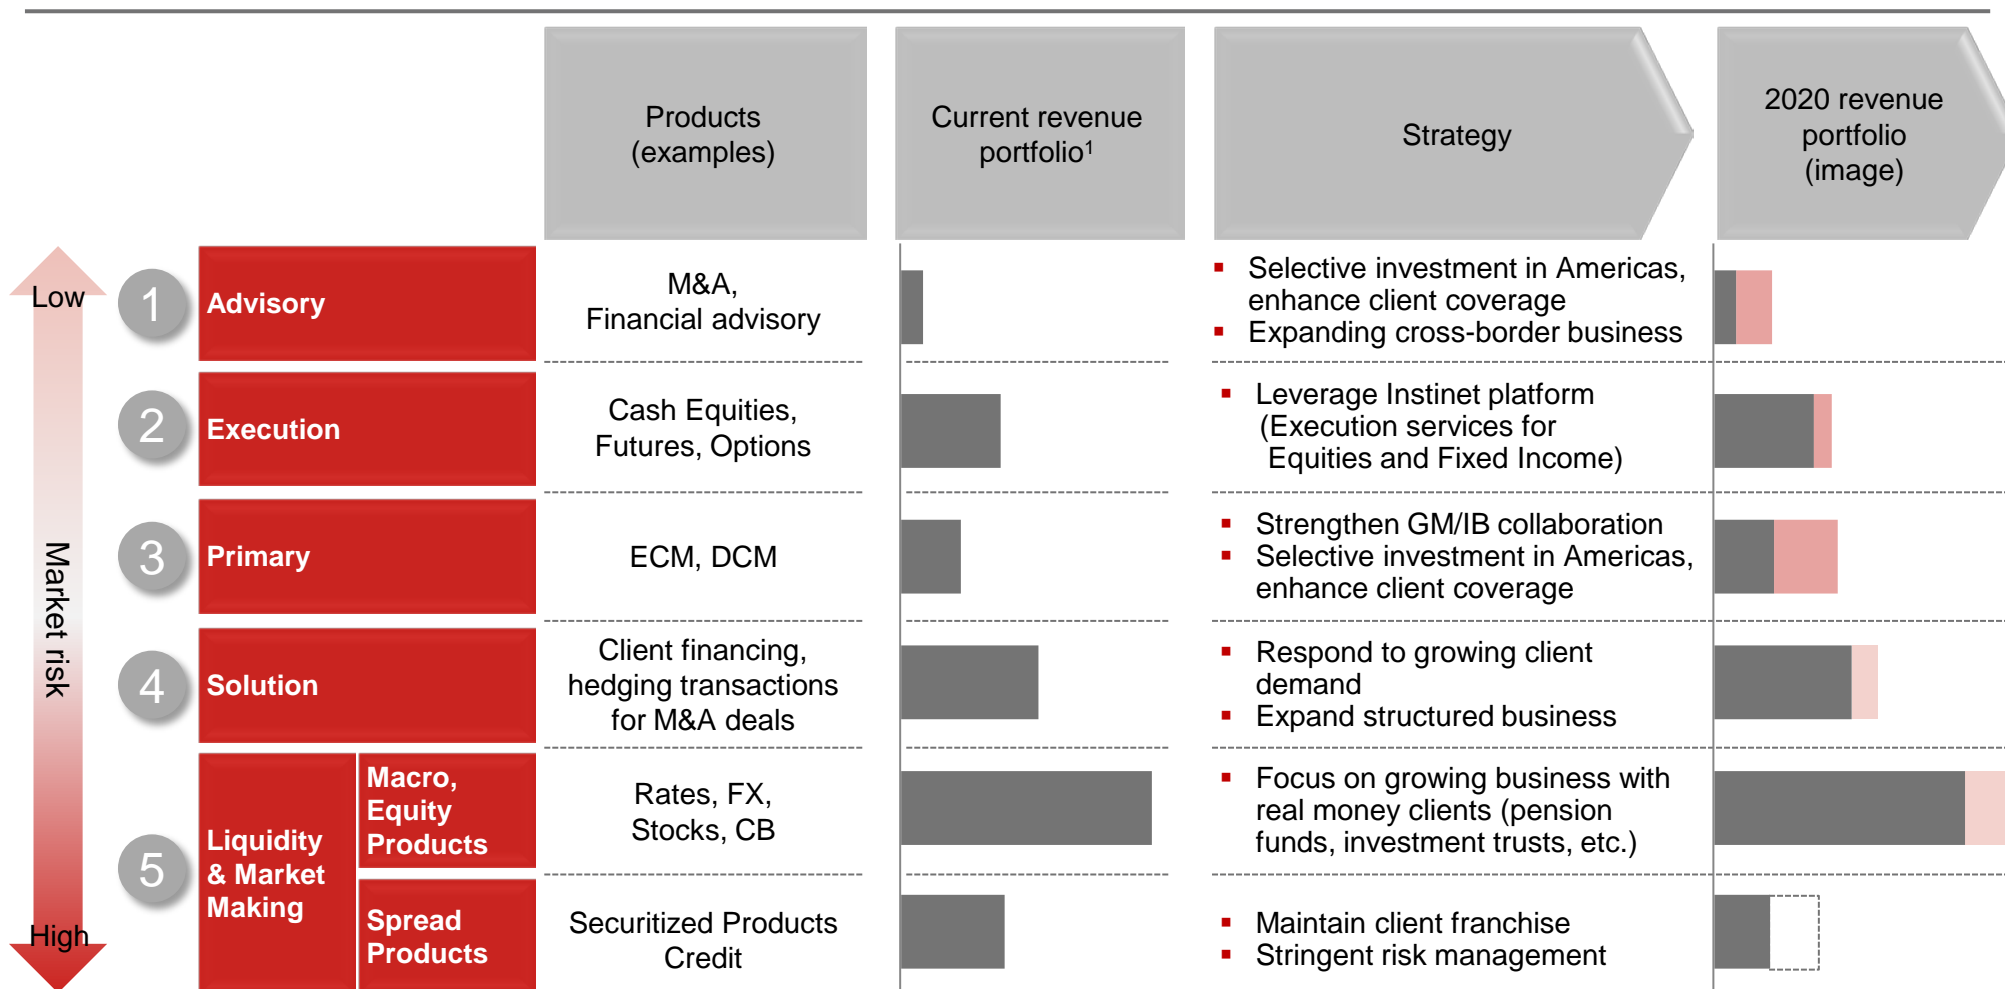 Products
(examples)
Current revenue
portfolio¹
Strategy
2020 revenue
portfolio
(image)
Low
Market risk
High
1
Advisory
M&A,
Financial advisory
▪ Selective investment in Americas,
enhance client coverage
▪ Expanding cross-border business
2
Execution
Cash Equities,
Futures, Options
▪ Leverage Instinet platform
(Execution services for
Equities and Fixed Income)
3
Primary
ECM, DCM
▪ Strengthen GM/IB collaboration
▪ Selective investment in Americas,
enhance client coverage
4
Solution
Client financing,
hedging transactions
for M&A deals
▪ Respond to growing client
demand
▪ Expand structured business
5
Liquidity
& Market
Making
Macro,
Equity
Products
Rates, FX,
Stocks, CB
▪ Focus on growing business with
real money clients (pension
funds, investment trusts, etc.)
Spread
Products
Securitized Products
Credit
▪ Maintain client franchise
▪ Stringent risk management